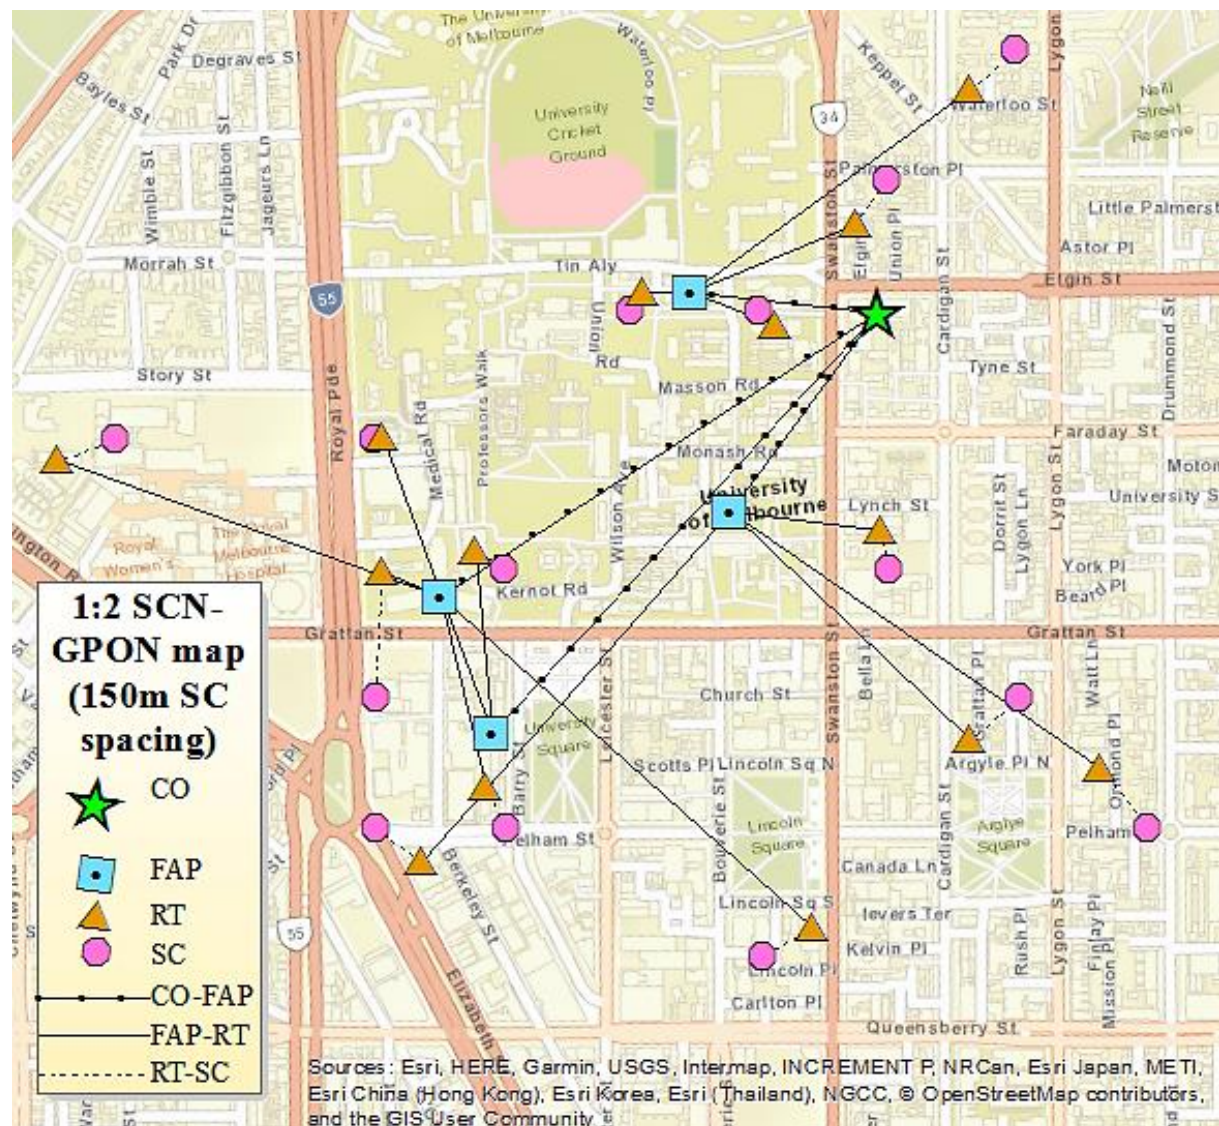 The University
of Melbourne
Waterloo Pl
Keppel St
Lygon
Park Dr
Degraves St
Bayles St
University
Cricket
Ground
34
Waterloo St
Neill
Street
Reserve
Wimble St
Fitzgibbon St
Jageurs Ln
Palmerston Pl
Little Palmerst
Swanston St
Elgin
Union Pl
Cardigan St
Astor Pl
Morrah St
Tin Aly
Elgin St
55
Union
Rd
Story St
Royal Pde
Medical Rd
Professors Walk
Masson Rd
Tyne St
Drummond St
Faraday St
Monash Rd
Moton
University
of Melbourne
Wilson Ave
Lynch St
Dorrit St
Lygon Ln
Lygon St
University S
Royal
Women's
The Royal
Melbourne
Hospital
ington R
York Pl
Beard Pl
Kernot Rd
Grattan St
Grattan St
1:2 SCN-
GPON map
(150m SC
spacing)
CO
FAP
RT
SC
CO-FAP
FAP-RT
RT-SC
Church St
Bella Ln
Grattan Pl
Watt Ln
Leicester St
Swanston St
University
Square
Barry St
Scotts Pl
Lincoln Sq N
Argyle Pl N
Ormond Pl
Bouverie St
Lincoln
Square
Cardigan St
Argyle
Square
Pelham
Pelham St
Berkeley St
Canada Ln
Lincoln Sq S
Ievers Ter
Kelvin Pl
Rush Pl
Lygon St
Finlay Pl
Mission Pl
55
Lincoln Pl
Carlton Pl
Elizabeth
Queensberry St
Sources: Esri, HERE, Garmin, USGS, Intermap, INCREMENT P, NRCan, Esri Japan, METI,
Esri China (Hong Kong), Esri Korea, Esri (Thailand), NGCC, © OpenStreetMap contributors,
and the GIS User Community